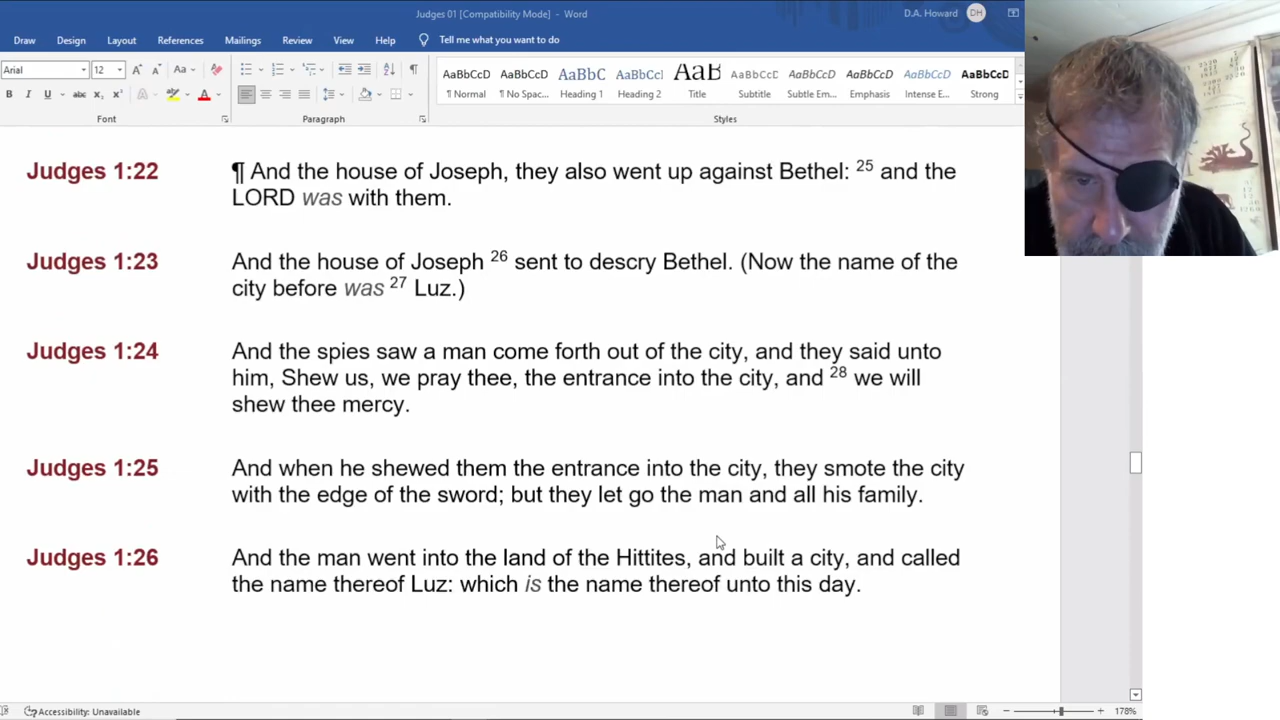 Judges 01 [Compatibility Mode] - Word
D.A. Howard DH
Draw Design Layout References Mailings Review View Help Tell me what you want to do
Arial 12 A A Aa
B I U abc x₂ x² A A
AaBbCcD AaBbCcD AaBbC AaBbCcI AaB AaBbCcD AaBbCcD AaBbCcD AaBbCcD AaBbCcD
¶ Normal ¶ No Spac... Heading 1 Heading 2 Title Subtitle Subtle Em... Emphasis Intense E... Strong
Font Paragraph Styles
Judges 1:22 ¶ And the house of Joseph, they also went up against Bethel: 25 and the
LORD was with them.
Judges 1:23 And the house of Joseph 26 sent to descry Bethel. (Now the name of the
city before was 27 Luz.)
Judges 1:24 And the spies saw a man come forth out of the city, and they said unto
him, Shew us, we pray thee, the entrance into the city, and 28 we will
shew thee mercy.
Judges 1:25 And when he shewed them the entrance into the city, they smote the city
with the edge of the sword; but they let go the man and all his family.
Judges 1:26 And the man went into the land of the Hittites, and built a city, and called
the name thereof Luz: which is the name thereof unto this day.
Accessibility: Unavailable
178%